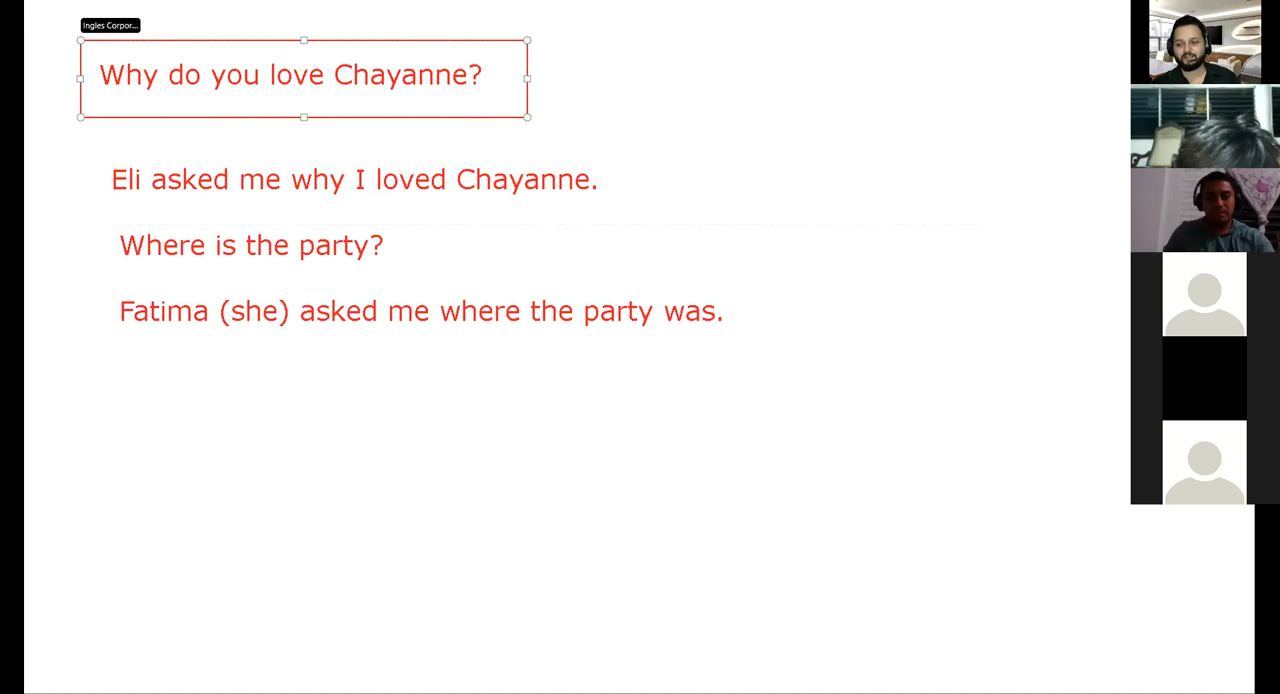 Ingles Corpor...
Why do you love Chayanne?
Eli asked me why I loved Chayanne.
Where is the party?
Fatima (she) asked me where the party was.